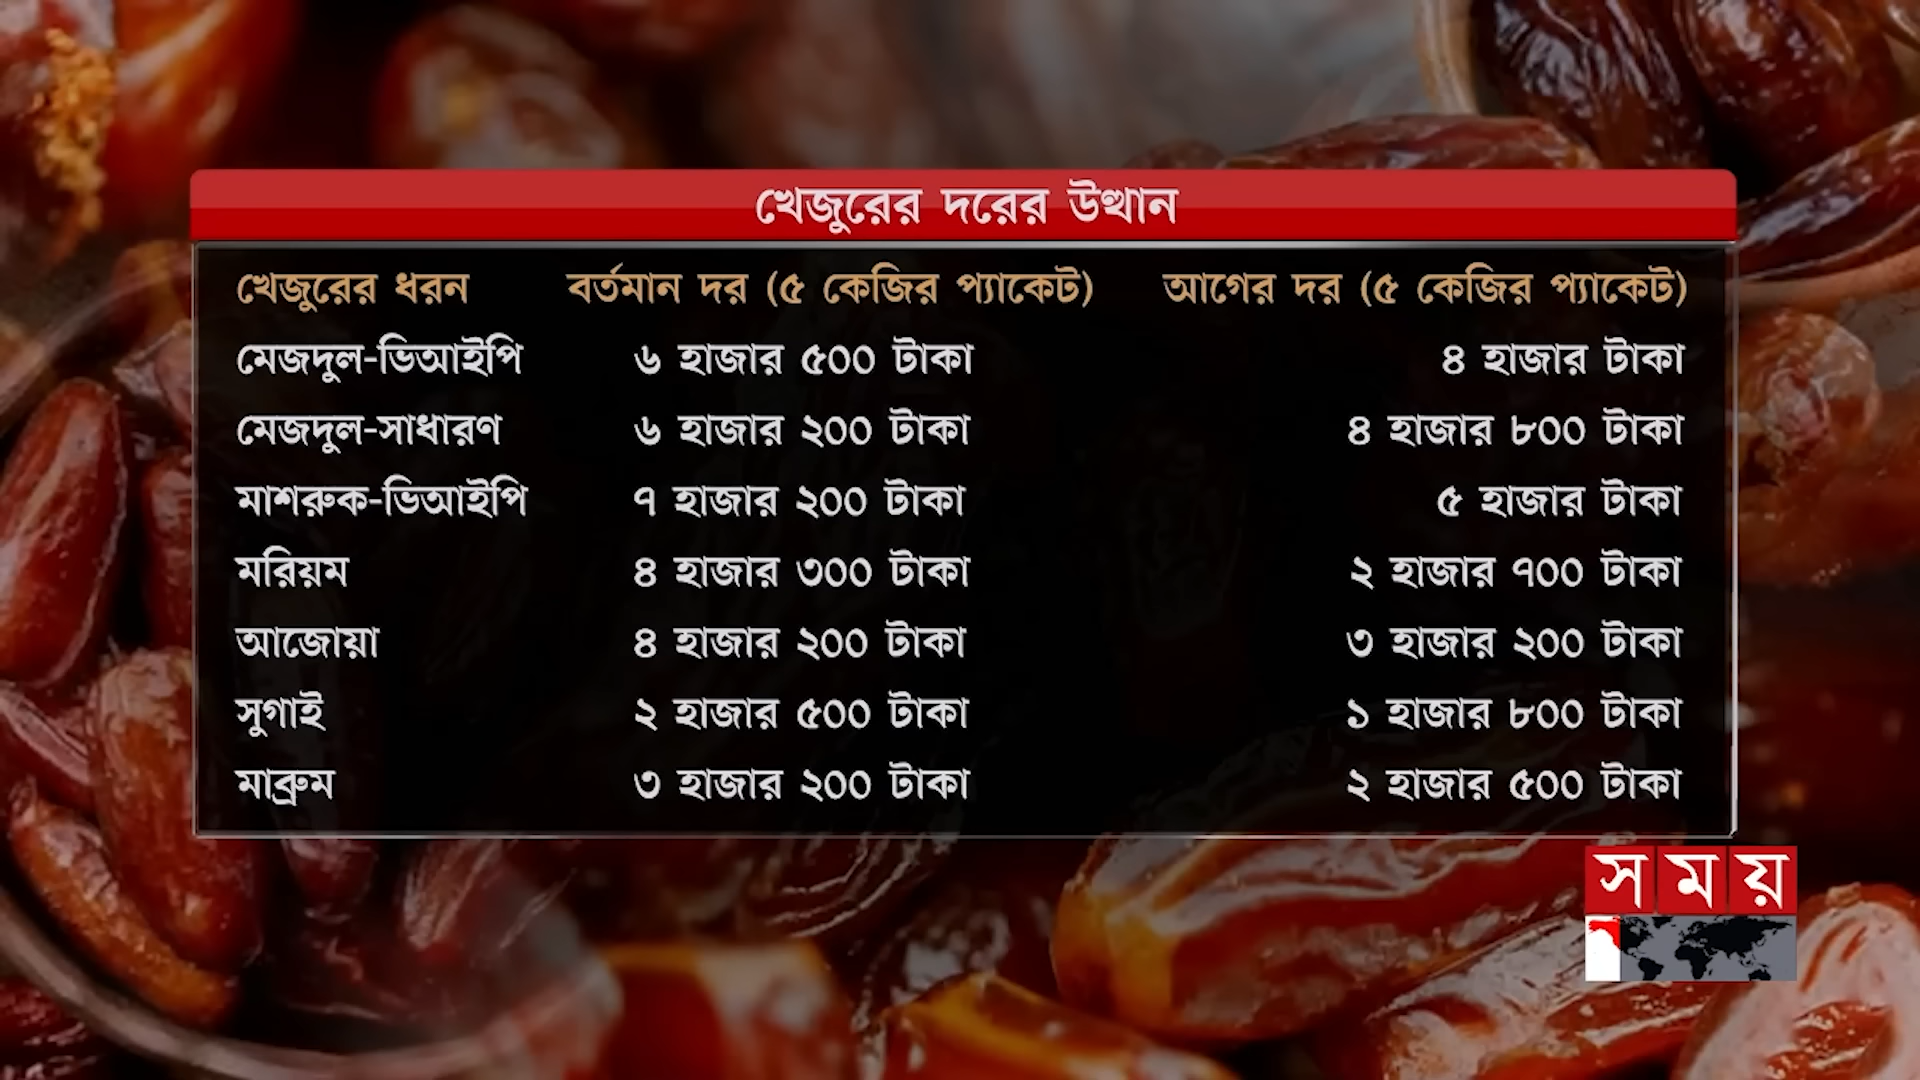 খেজুরের দরের উত্থান
খেজুরের ধরন বর্তমান দর (৫ কেজির প্যাকেট) আগের দর (৫ কেজির প্যাকেট)
মেজদুল-ভিআইপি ৬ হাজার ৫০০ টাকা ৪ হাজার টাকা
মেজদুল-সাধারণ ৬ হাজার ২০০ টাকা ৪ হাজার ৮০০ টাকা
মাশরুক-ভিআইপি ৭ হাজার ২০০ টাকা ৫ হাজার টাকা
মরিয়ম ৪ হাজার ৩০০ টাকা ২ হাজার ৭০০ টাকা
আজোয়া ৪ হাজার ২০০ টাকা ৩ হাজার ২০০ টাকা
সুগাই ২ হাজার ৫০০ টাকা ১ হাজার ৮০০ টাকা
মাব্রুম ৩ হাজার ২০০ টাকা ২ হাজার ৫০০ টাকা
সময়